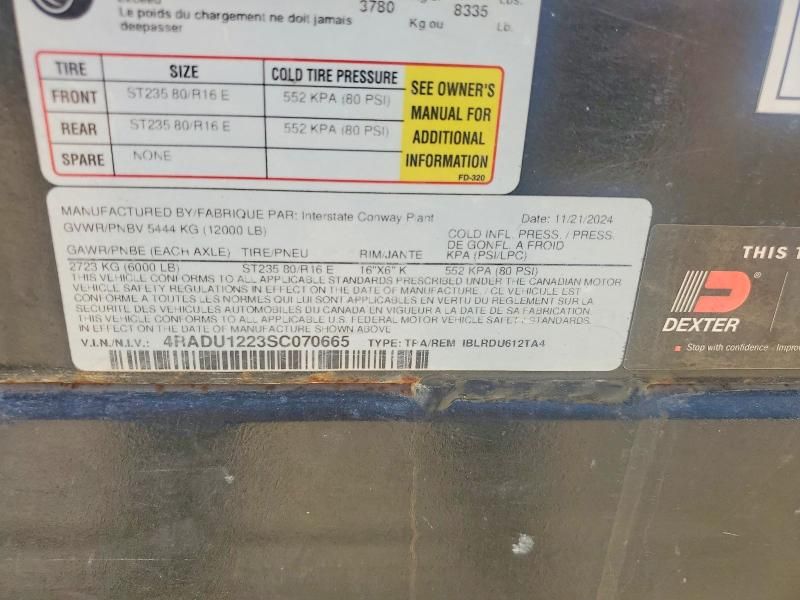 exceed
Le poids du chargement ne doit jamais
deepasser
3780
Kg ou
8335
Lbs.
Lb.
TIRE SIZE COLD TIRE PRESSURE
FRONT ST235 80/R16 E 552 KPA (80 PSI)
REAR ST235 80/R16 E 552 KPA (80 PSI)
SPARE NONE
SEE OWNER'S
MANUAL FOR
ADDITIONAL
INFORMATION
FD-320
MANUFACTURED BY/FABRIQUE PAR: Interstate Conway Plant Date: 11/21/2024
GVWR/PNBV 5444 KG (12000 LB)
COLD INFL. PRESS./ PRESS.
DE GONFL. A FROID
GAWR/PNBE (EACH AXLE) TIRE/PNEU RIM/JANTE KPA (PSI/LPC)
2723 KG (6000 LB) ST235 80/R16 E 16"X6" K 552 KPA (80 PSI)
THIS VEHICLE CONFORMS TO ALL APPLICABLE STANDARDS PRESCRIBED UNDER THE CANADIAN MOTOR
VEHICLE SAFETY REGULATIONS IN EFFECT ON THE DATE OF MANUFACTURE. / CE VEHICULE EST
CONFORME A TOUTES LES NORMES QUI LUI SONT APPLICABLES EN VERTU DU REGLEMENT SUR LA
SECURITE DES VEHICULES AUTOMOBILES DU CANADA EN VIGUEUR A LA DATE DE SA FABRICATION.
THIS VEHICLE CONFORMS TO ALL APPLICABLE U.S. FEDERAL MOTOR VEHICLE SAFETY STANDARDS
IN EFFECT ON THE DATE OF MANUFACTURE SHOWN ABOVE
V.I.N./N.I.V.: 4RADU1223SC070665 TYPE: TRA/REM IBLRDU612TA4
THIS T
DEXTER
®
Stop with confidence - Improv